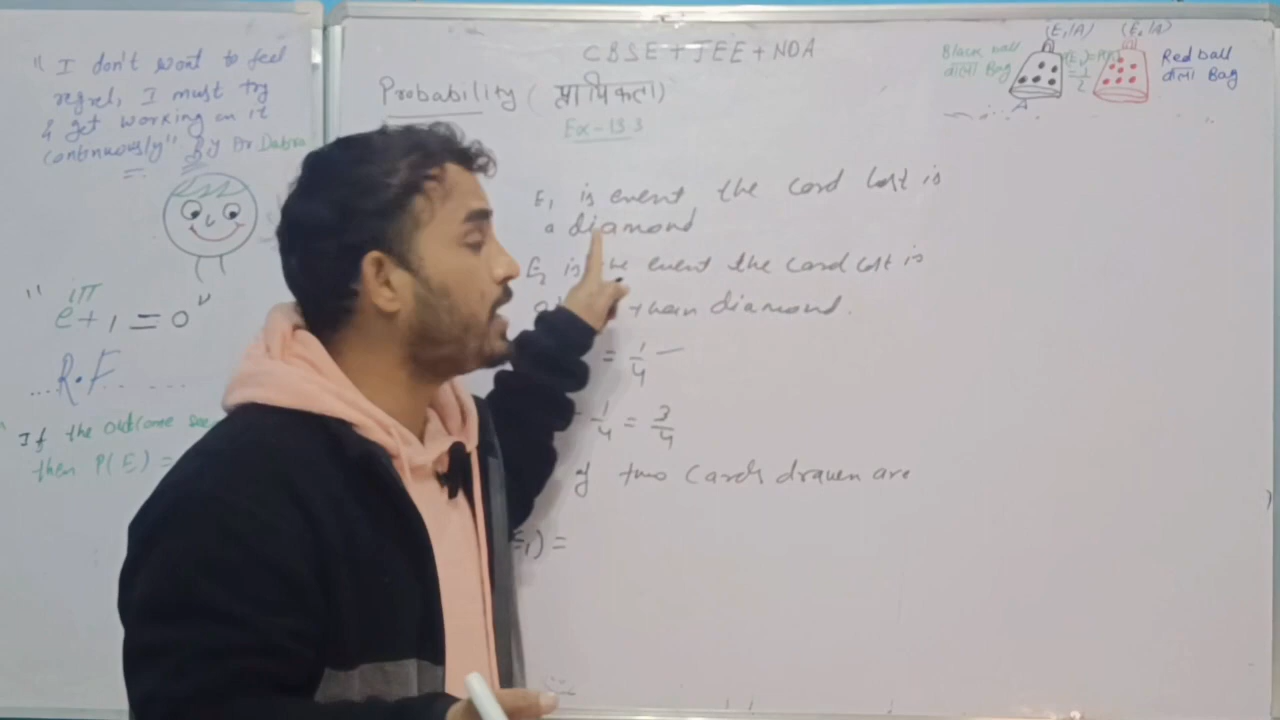 " I don't want to feel
regret, I must try
& get working on it
continuously" By Dr Dabra
" e^iπ + 1 = 0 "
...R.F.......
If the outcome
then P(E) =
CBSE + JEE + NDA
Probability (प्रायिकता)
Ex-13.3
E₁ is event the card lost is
a diamond
E₂ is the event the card lost is
than diamond.
= 1/4
1/4 = 3/4
of two cards drawn are
E₁) =
(E₁|A) (E₂|A)
Black ball
वाला Bag
= 1/2
A
Red ball
वाला Bag